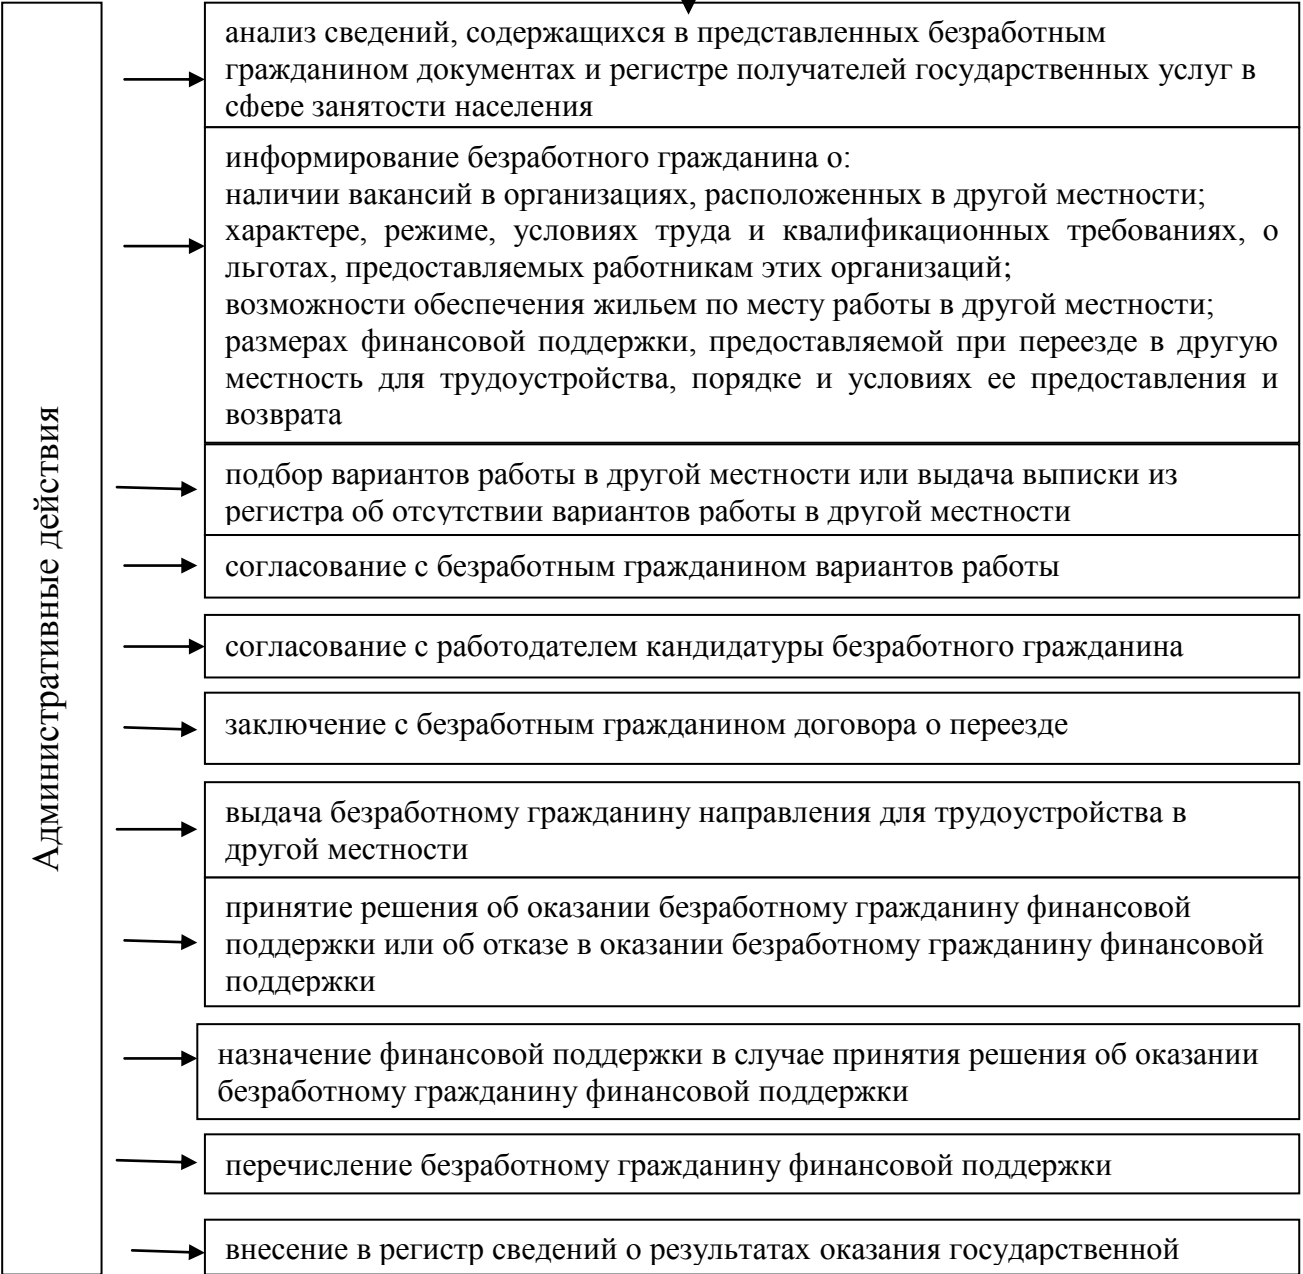 Административные действия
анализ сведений, содержащихся в представленных безработным
гражданином документах и регистре получателей государственных услуг в
сфере занятости населения
информирование безработного гражданина о:
наличии вакансий в организациях, расположенных в другой местности;
характере, режиме, условиях труда и квалификационных требованиях, о
льготах, предоставляемых работникам этих организаций;
возможности обеспечения жильем по месту работы в другой местности;
размерах финансовой поддержки, предоставляемой при переезде в другую
местность для трудоустройства, порядке и условиях ее предоставления и
возврата
подбор вариантов работы в другой местности или выдача выписки из
регистра об отсутствии вариантов работы в другой местности
согласование с безработным гражданином вариантов работы
согласование с работодателем кандидатуры безработного гражданина
заключение с безработным гражданином договора о переезде
выдача безработному гражданину направления для трудоустройства в
другой местности
принятие решения об оказании безработному гражданину финансовой
поддержки или об отказе в оказании безработному гражданину финансовой
поддержки
назначение финансовой поддержки в случае принятия решения об оказании
безработному гражданину финансовой поддержки
перечисление безработному гражданину финансовой поддержки
внесение в регистр сведений о результатах оказания государственной